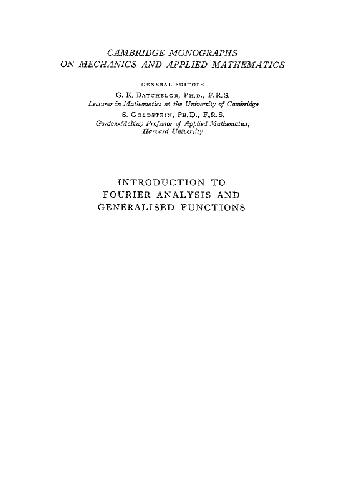 CAMBRIDGE MONOGRAPHS
ON MECHANICS AND APPLIED MATHEMATICS
GENERAL EDITORS
G. K. BATCHELOR, PH.D., F.R.S.
Lecturer in Mathematics at the University of Cambridge
S. GOLDSTEIN, PH.D., F.R.S.
Gordon McKay Professor of Applied Mathematics,
Harvard University
INTRODUCTION TO
FOURIER ANALYSIS AND
GENERALISED FUNCTIONS